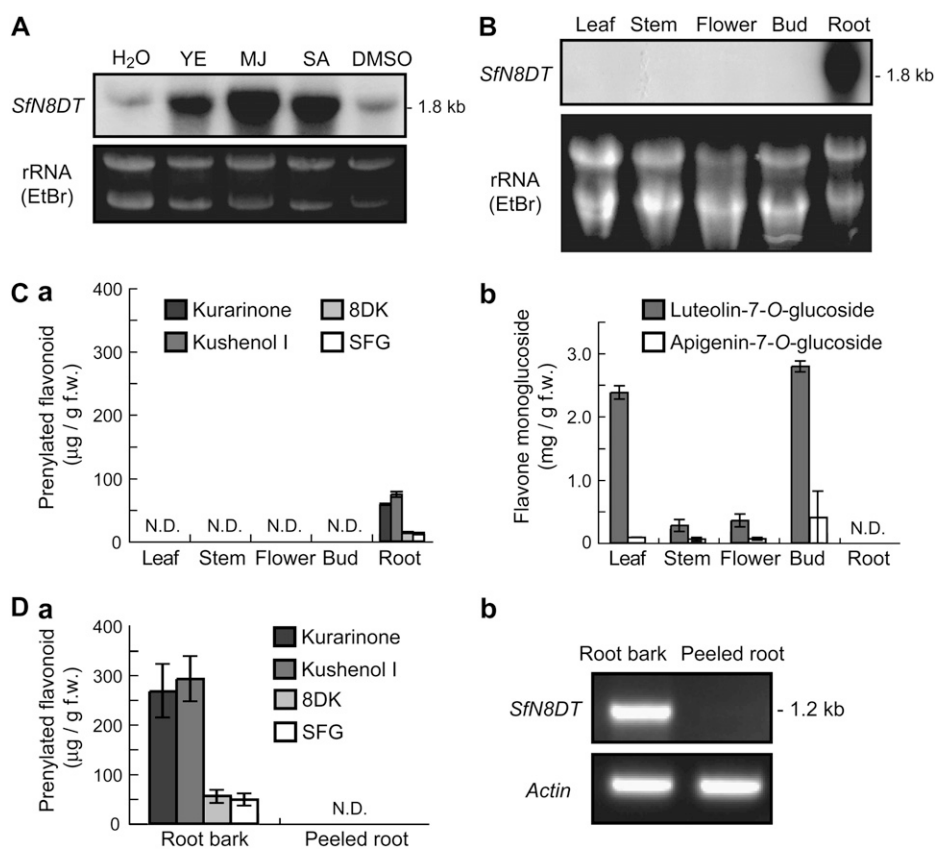 A
H2O YE MJ SA DMSO
SfN8DT
- 1.8 kb
rRNA
(EtBr)
B
Leaf Stem Flower Bud Root
SfN8DT
- 1.8 kb
rRNA
(EtBr)
C a
Prenylated flavonoid
(μg / g f.w.)
400
300
200
100
50
0
Kurarinone
Kushenol I
8DK
SFG
N.D. N.D. N.D. N.D.
Leaf Stem Flower Bud Root
b
Flavone monoglucoside
(mg / g f.w.)
3.0
2.0
1.0
0
Luteolin-7-O-glucoside
Apigenin-7-O-glucoside
N.D.
Leaf Stem Flower Bud Root
D a
Prenylated flavonoid
(μg / g f.w.)
400
300
200
100
50
0
Kurarinone
Kushenol I
8DK
SFG
N.D.
Root bark Peeled root
b
Root bark Peeled root
SfN8DT
- 1.2 kb
Actin